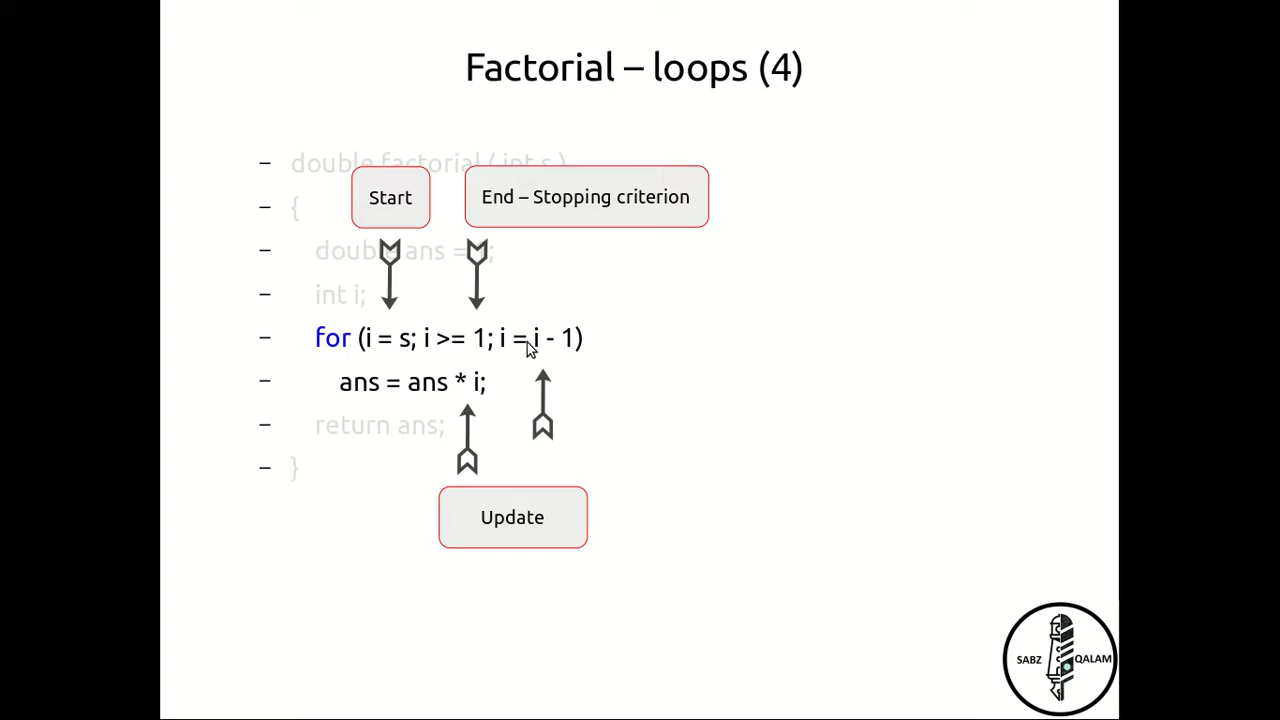 Factorial – loops (4)
– double factorial ( int s )
Start
End – Stopping criterion
– {
– double ans = 1;
– int i;
– for (i = s; i >= 1; i = i - 1)
– ans = ans * i;
– return ans;
– }
Update
SABZ QALAM